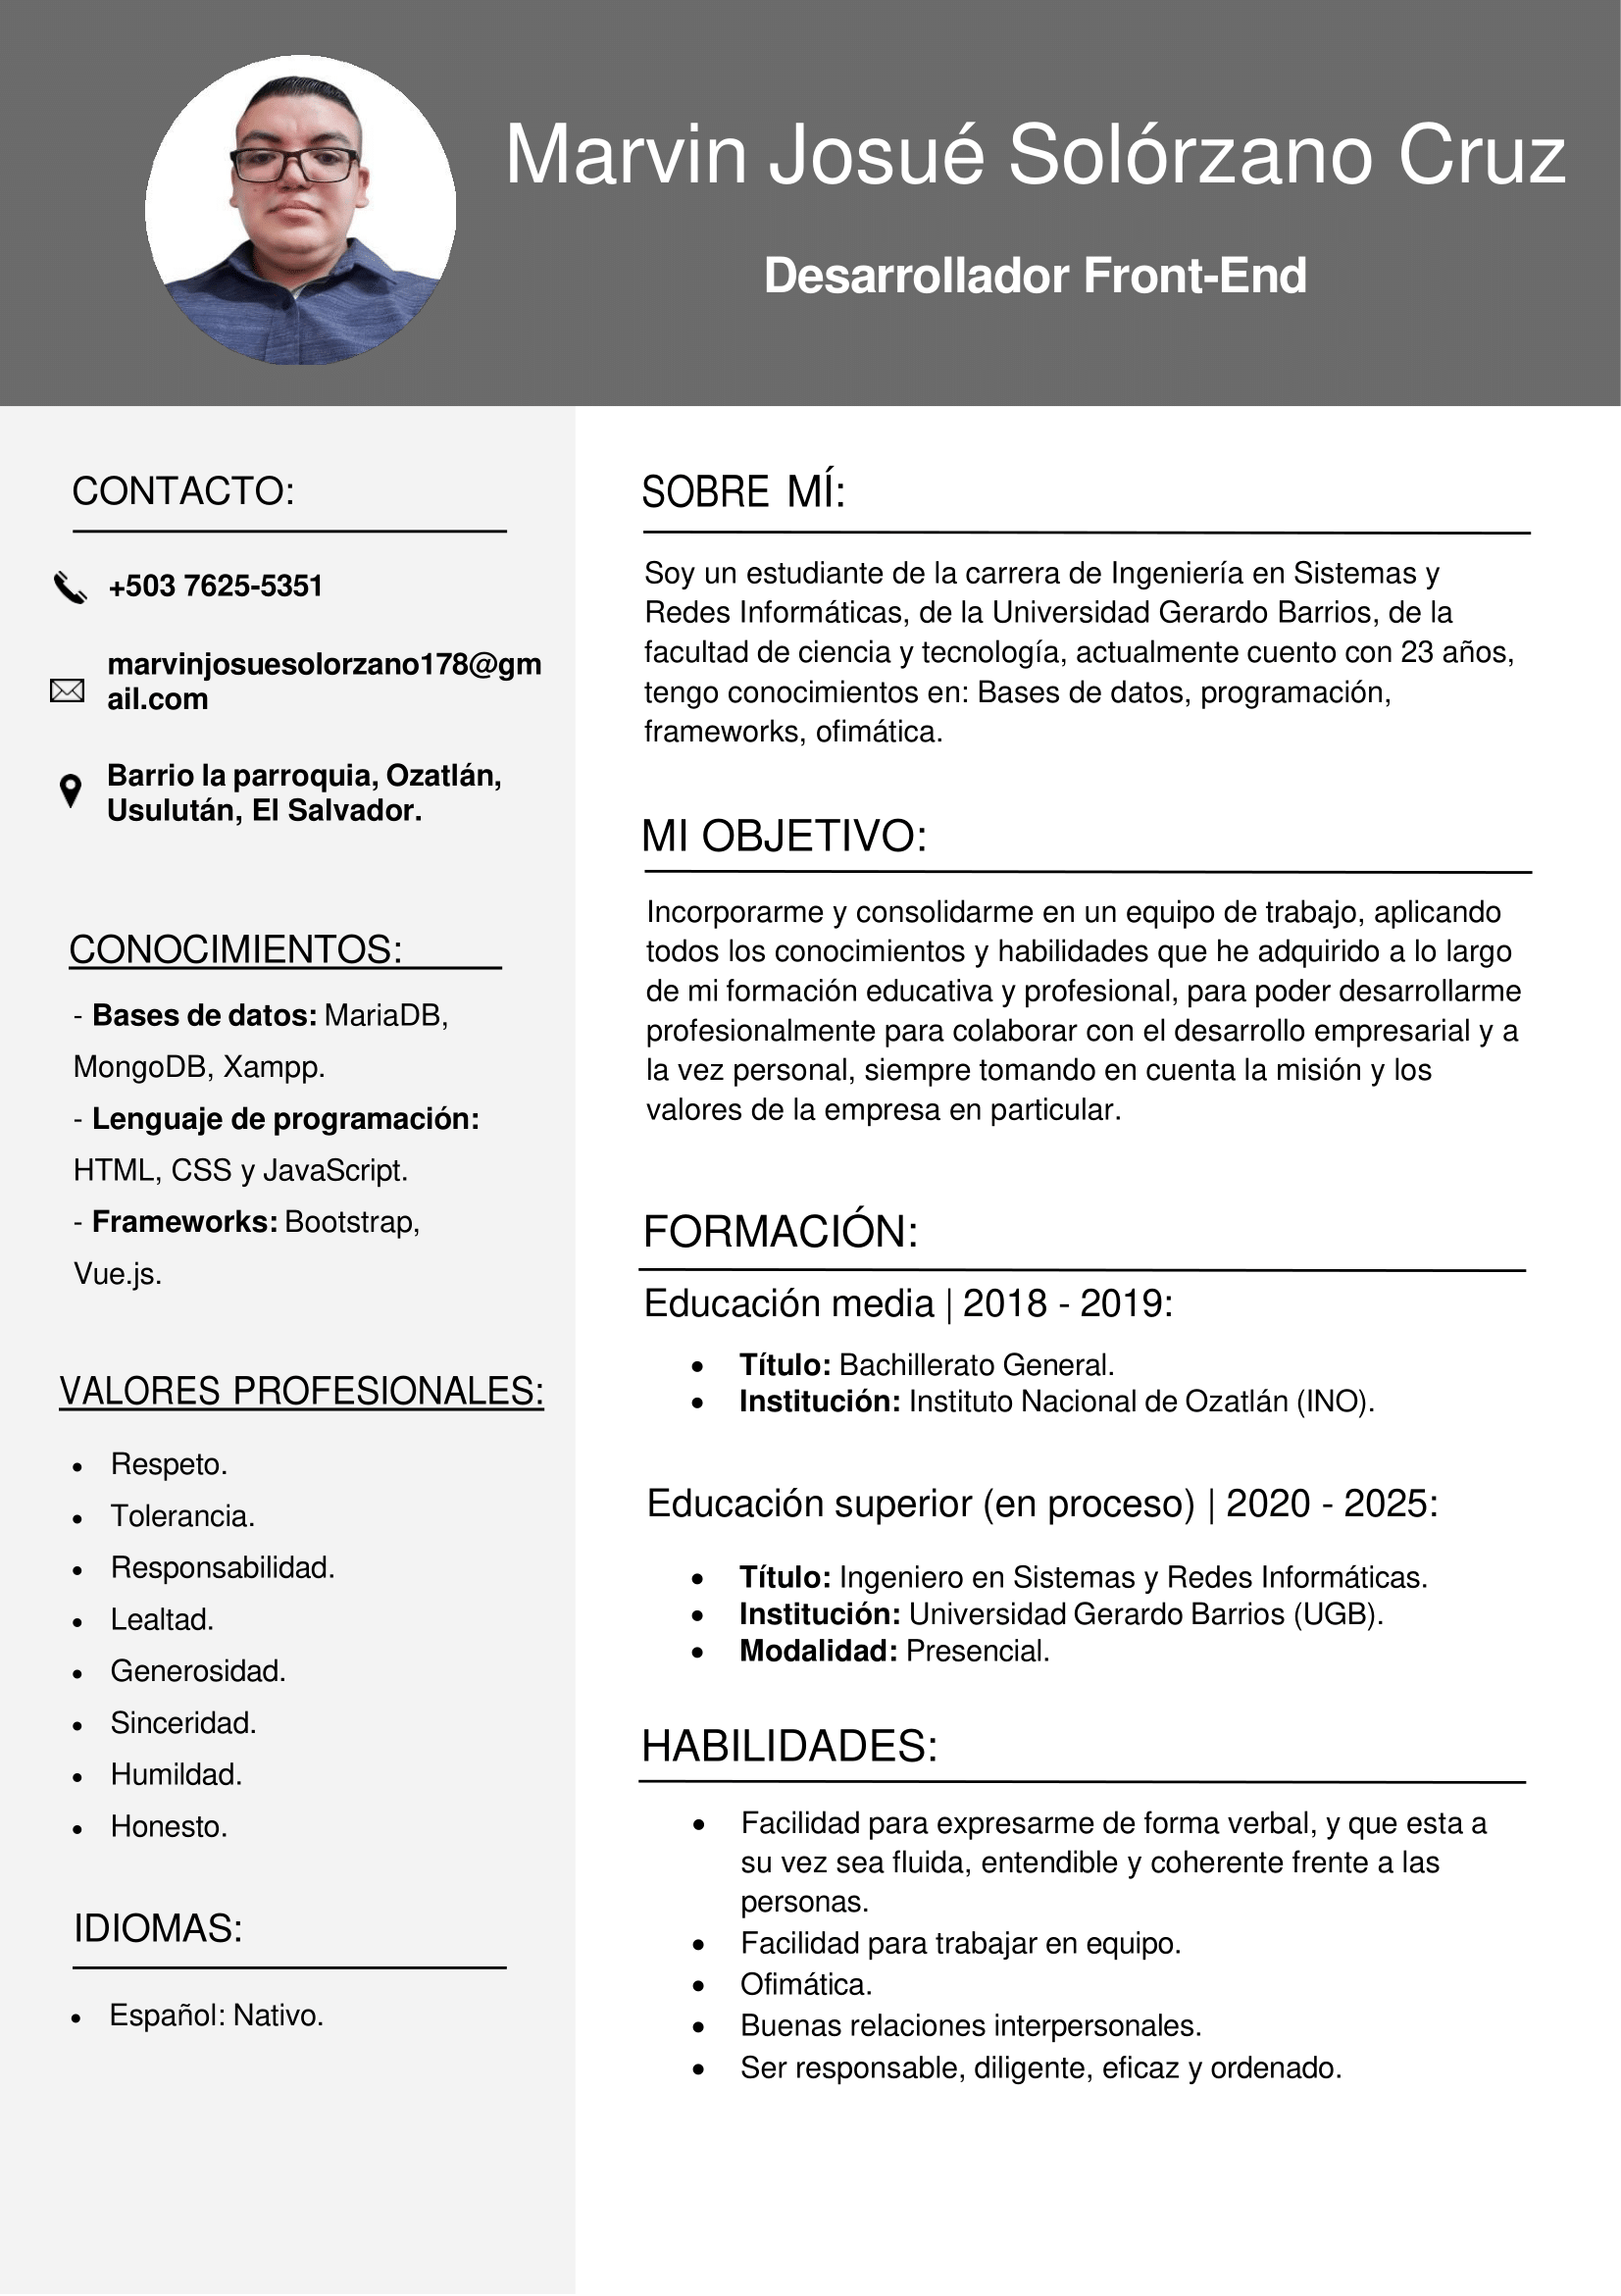 Marvin Josué Solórzano Cruz
Desarrollador Front-End
CONTACTO:
+503 7625-5351
marvinjosuesolorzano178@gm
ail.com
Barrio la parroquia, Ozatlán,
Usulután, El Salvador.
CONOCIMIENTOS:
- Bases de datos: MariaDB,
MongoDB, Xampp.
- Lenguaje de programación:
HTML, CSS y JavaScript.
- Frameworks: Bootstrap,
Vue.js.
VALORES PROFESIONALES:
• Respeto.
• Tolerancia.
• Responsabilidad.
• Lealtad.
• Generosidad.
• Sinceridad.
• Humildad.
• Honesto.
IDIOMAS:
• Español: Nativo.
SOBRE MÍ:
Soy un estudiante de la carrera de Ingeniería en Sistemas y
Redes Informáticas, de la Universidad Gerardo Barrios, de la
facultad de ciencia y tecnología, actualmente cuento con 23 años,
tengo conocimientos en: Bases de datos, programación,
frameworks, ofimática.
MI OBJETIVO:
Incorporarme y consolidarme en un equipo de trabajo, aplicando
todos los conocimientos y habilidades que he adquirido a lo largo
de mi formación educativa y profesional, para poder desarrollarme
profesionalmente para colaborar con el desarrollo empresarial y a
la vez personal, siempre tomando en cuenta la misión y los
valores de la empresa en particular.
FORMACIÓN:
Educación media | 2018 - 2019:
• Título: Bachillerato General.
• Institución: Instituto Nacional de Ozatlán (INO).
Educación superior (en proceso) | 2020 - 2025:
• Título: Ingeniero en Sistemas y Redes Informáticas.
• Institución: Universidad Gerardo Barrios (UGB).
• Modalidad: Presencial.
HABILIDADES:
• Facilidad para expresarme de forma verbal, y que esta a
su vez sea fluida, entendible y coherente frente a las
personas.
• Facilidad para trabajar en equipo.
• Ofimática.
• Buenas relaciones interpersonales.
• Ser responsable, diligente, eficaz y ordenado.